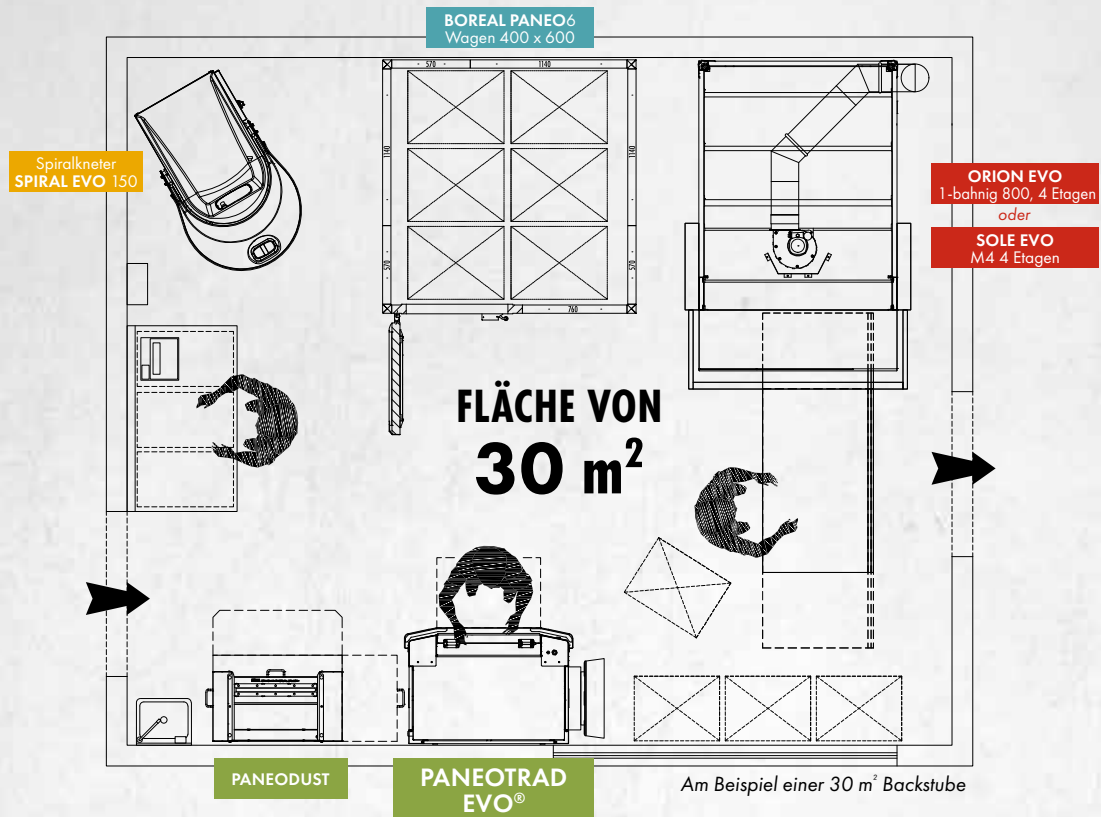 BOREAL PANEO6
Wagen 400 x 600
570
1140
Spiralkneter
SPIRAL EVO 150
1140
1140
ORION EVO
1-bahnig 800, 4 Etagen
oder
SOLE EVO
M4 4 Etagen
570
570
760
FLÄCHE VON
30 m²
PANEODUST
PANEOTRAD
EVO®
Am Beispiel einer 30 m² Backstube